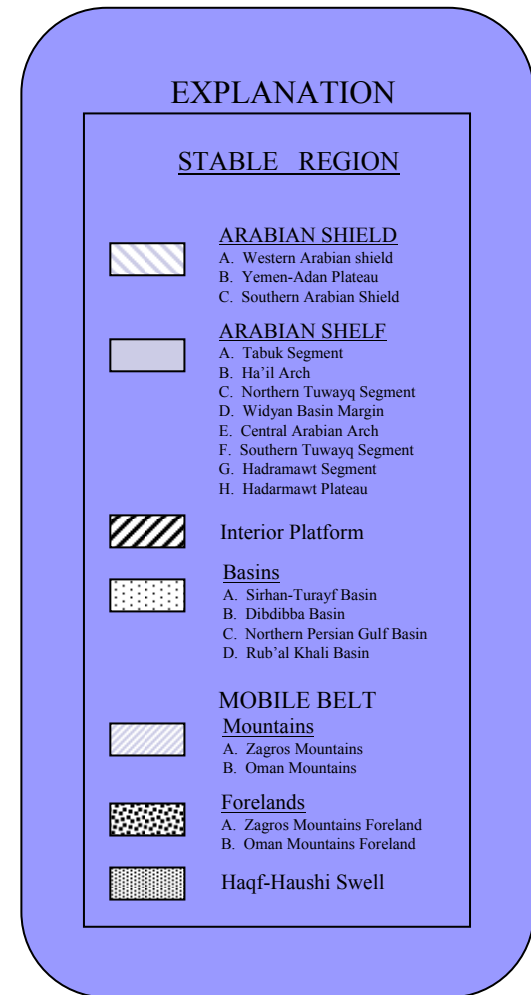 EXPLANATION
STABLE REGION
ARABIAN SHIELD
A. Western Arabian shield
B. Yemen-Adan Plateau
C. Southern Arabian Shield
ARABIAN SHELF
A. Tabuk Segment
B. Ha’il Arch
C. Northern Tuwayq Segment
D. Widyan Basin Margin
E. Central Arabian Arch
F. Southern Tuwayq Segment
G. Hadramawt Segment
H. Hadarmawt Plateau
Interior Platform
Basins
A. Sirhan-Turayf Basin
B. Dibdibba Basin
C. Northern Persian Gulf Basin
D. Rub’al Khali Basin
MOBILE BELT
Mountains
A. Zagros Mountains
B. Oman Mountains
Forelands
A. Zagros Mountains Foreland
B. Oman Mountains Foreland
Haqf-Haushi Swell